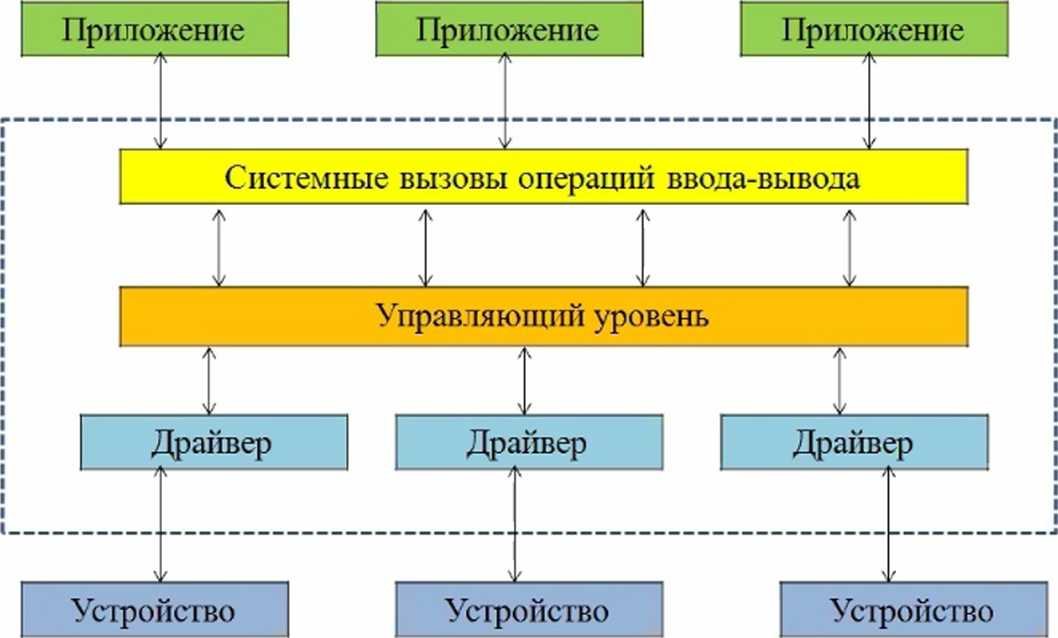 Приложение
Приложение
Приложение
Системные вызовы операций ввода-вывода
Управляющий уровень
Драйвер
Драйвер
Драйвер
Устройство
Устройство
Устройство